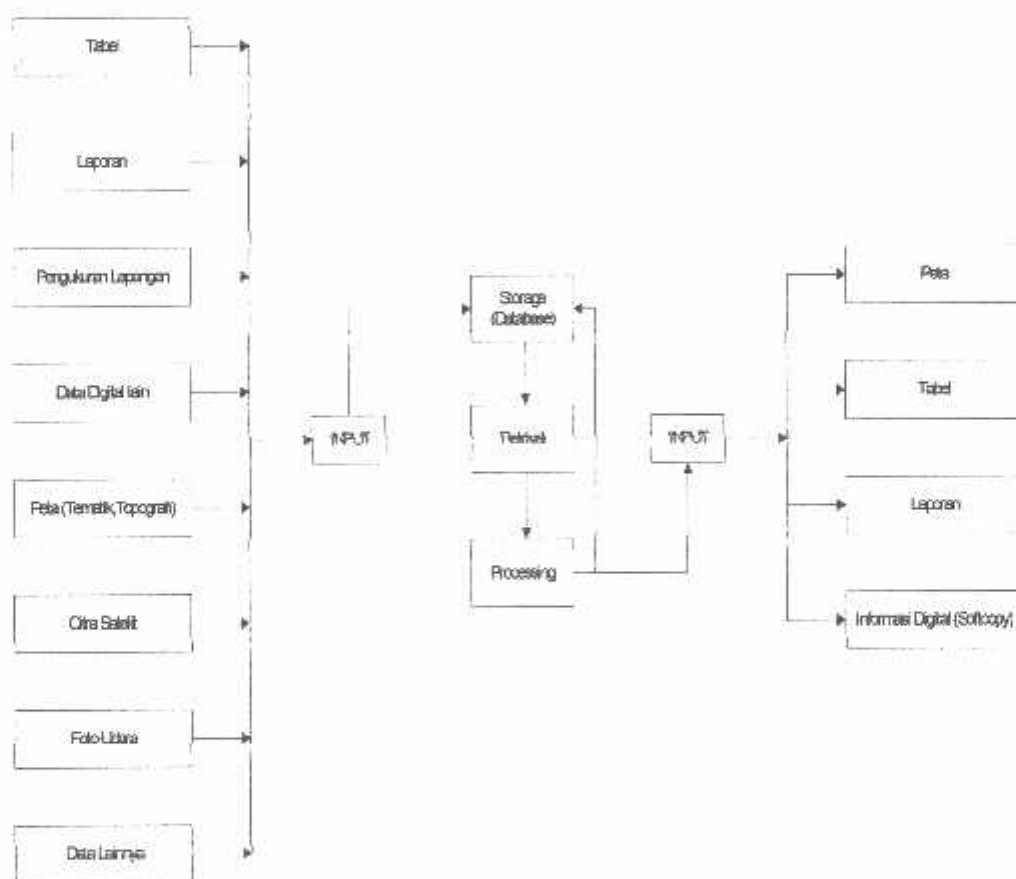 Tabel
Laporan
Pengukuran Lapangan
Data Digital lain
Peta (Tematik, Topografi)
Citra Satelit
Foto Udara
Data Lainnya
INPUT
Storage
(Database)
Retrieval
Processing
INPUT
Peta
Tabel
Laporan
Informasi Digital (Softcopy)